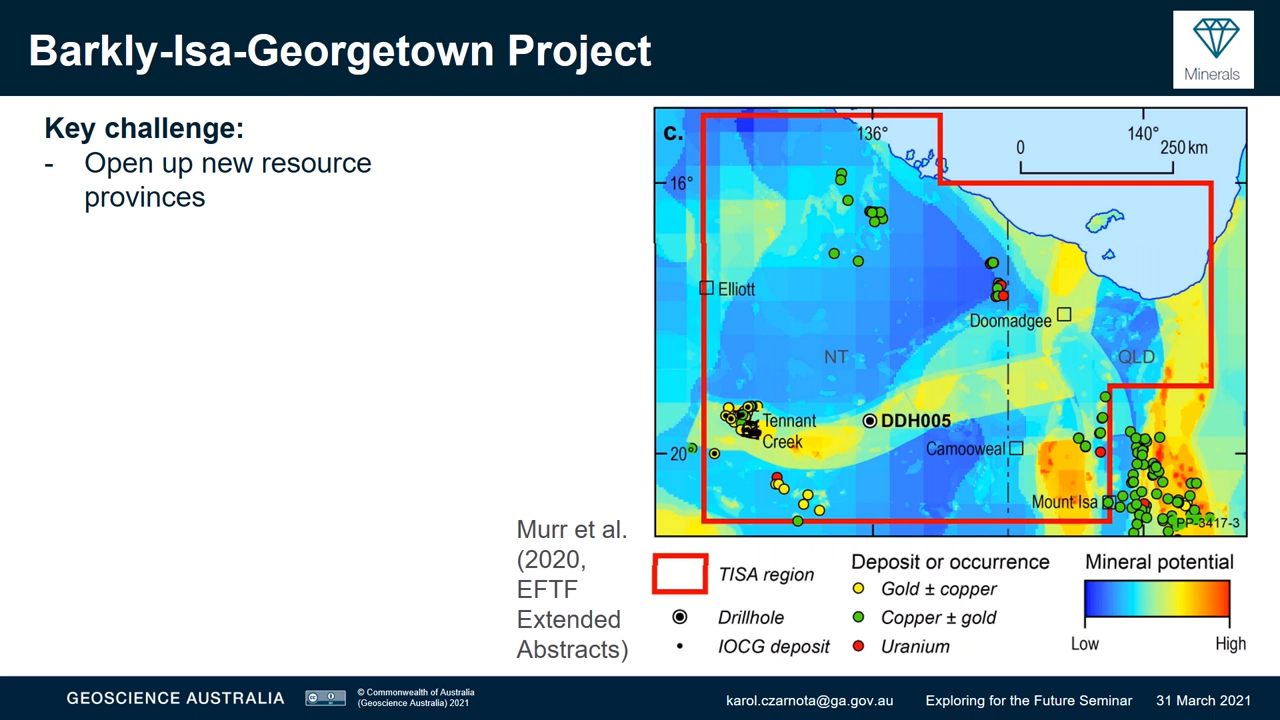 Barkly-Isa-Georgetown Project
Minerals
Key challenge:
- Open up new resource
provinces
c.
136°
140°
0 250 km
16°
Elliott
Doomadgee
NT
QLD
DDH005
Tennant
Creek
20°
Camooweal
Mount Isa
PP-3417-3
Murr et al.
(2020,
EFTF
Extended
Abstracts)
TISA region
Drillhole
IOCG deposit
Deposit or occurrence
Gold ± copper
Copper ± gold
Uranium
Mineral potential
Low High
GEOSCIENCE AUSTRALIA
© Commonwealth of Australia
(Geoscience Australia) 2021
karol.czarnota@ga.gov.au
Exploring for the Future Seminar
31 March 2021